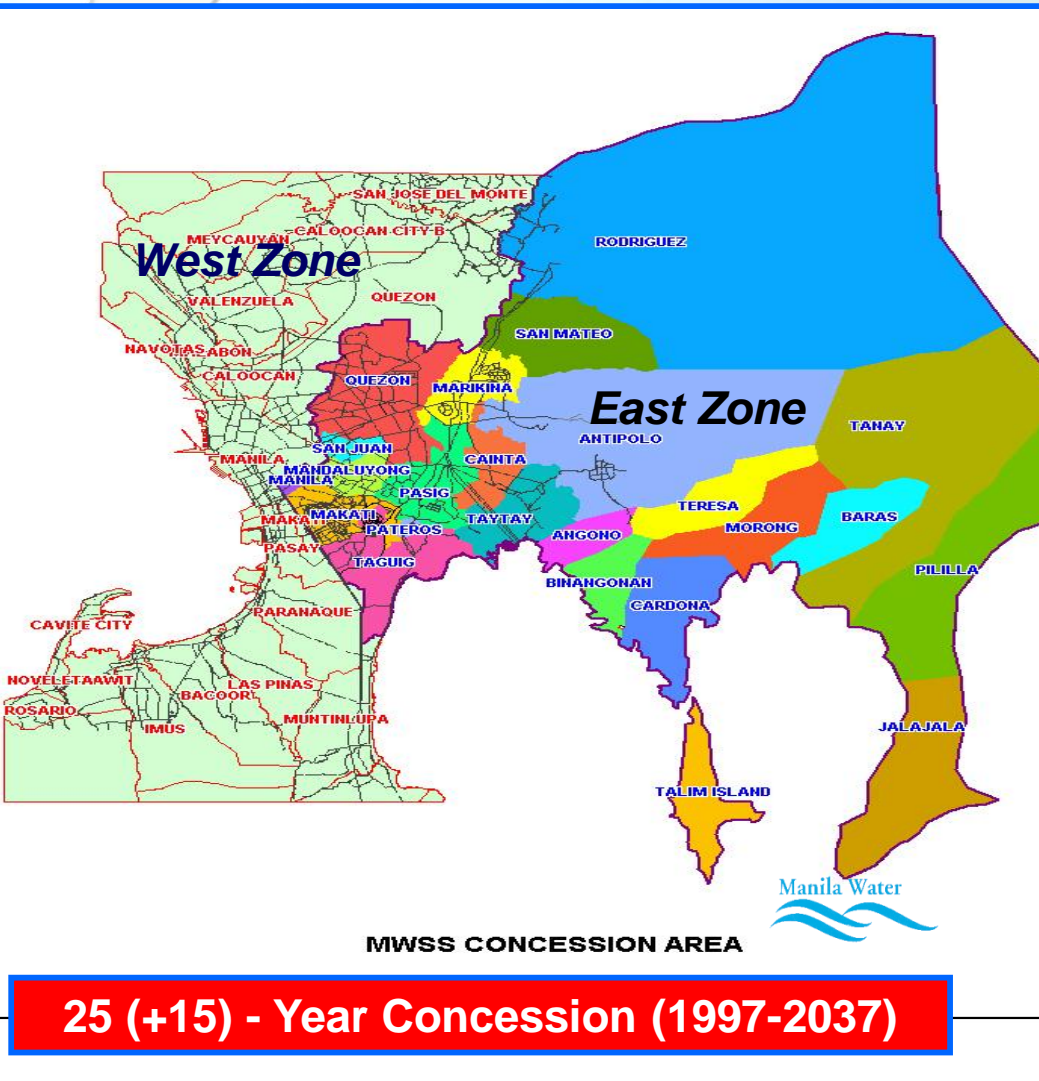 SAN JOSE DEL MONTE
CALOOCAN CITY B
MEYCAUYAN
West Zone
RODRIGUEZ
VALENZUELA
QUEZON
SAN MATEO
NAVOTAS
CALOOCAN
QUEZON
MARIKINA
East Zone
ANTIPOLO
TANAY
SAN JUAN
MANILA
CAINTA
MANDALUYONG
MANILA
PASIG
TERESA
MAKATI
MAKATI
TAYTAY
MORONG
BARAS
PATEROS
ANGONO
PASAY
TAGUIG
PILILLA
BINANGONAN
CARDONA
PARANAQUE
CAVITE CITY
NOVELETA
LAS PINAS
BACOOR
ROSARIO
MUNTINLUPA
IMUS
JALAJALA
TALIM ISLAND
Manila Water
MWSS CONCESSION AREA
25 (+15) - Year Concession (1997-2037)